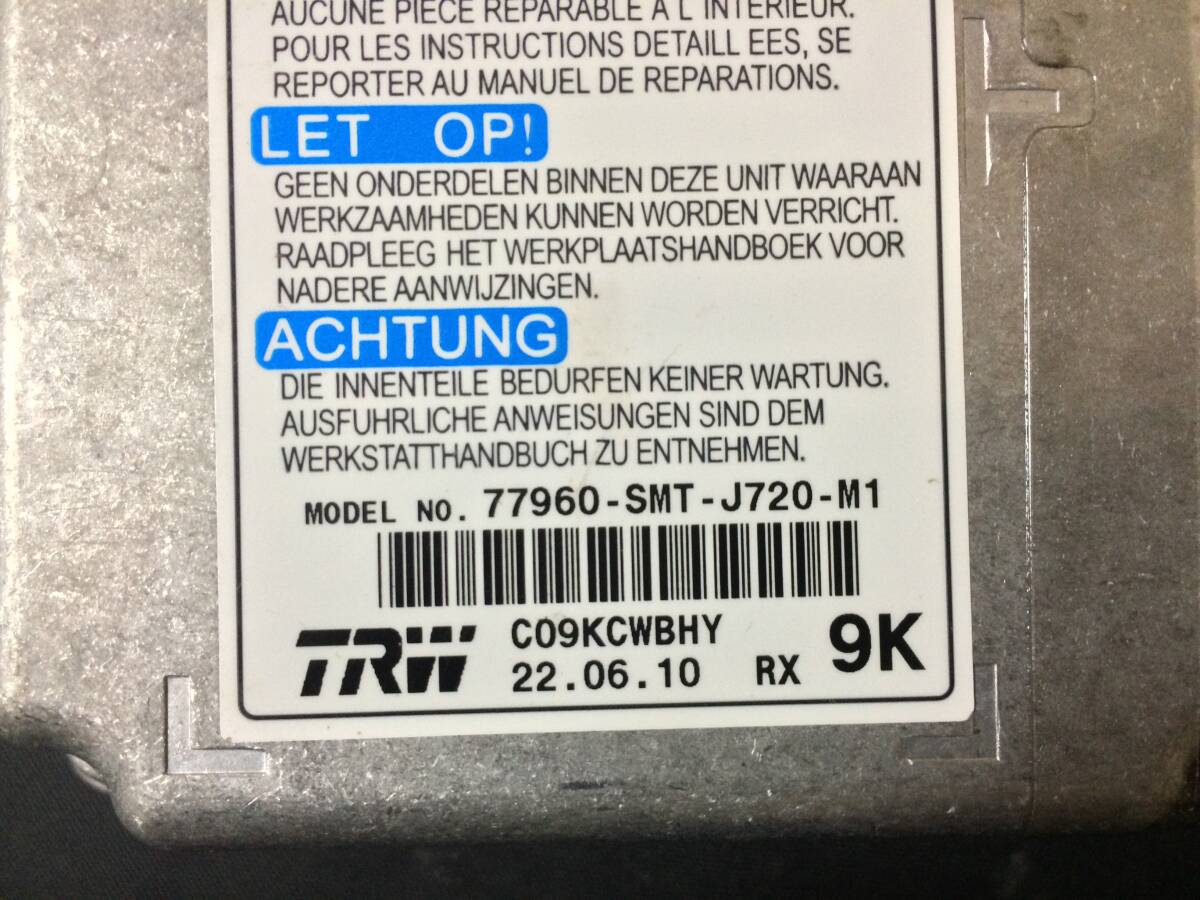 AUCUNE PIECE REPARABLE A L'INTERIEUR.
POUR LES INSTRUCTIONS DETAILL EES, SE
REPORTER AU MANUEL DE REPARATIONS.
LET OP!
GEEN ONDERDELEN BINNEN DEZE UNIT WAARAAN
WERKZAAMHEDEN KUNNEN WORDEN VERRICHT.
RAADPLEEG HET WERKPLAATSHANDBOEK VOOR
NADERE AANWIJZINGEN.
ACHTUNG
DIE INNENTEILE BEDURFEN KEINER WARTUNG.
AUSFUHRLICHE ANWEISUNGEN SIND DEM
WERKSTATTHANDBUCH ZU ENTNEHMEN.
MODEL NO. 77960-SMT-J720-M1
TRW C09KCWBHY
22.06.10 RX 9K